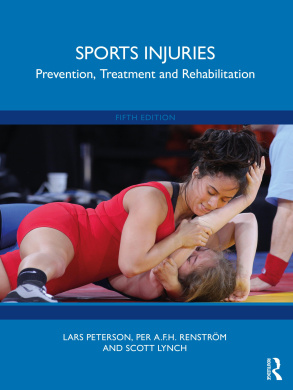 SPORTS INJURIES
Prevention, Treatment and Rehabilitation
FIFTH EDITION
LARS PETERSON, PER A.F.H. RENSTRÖM
AND SCOTT LYNCH
ROUTLEDGE